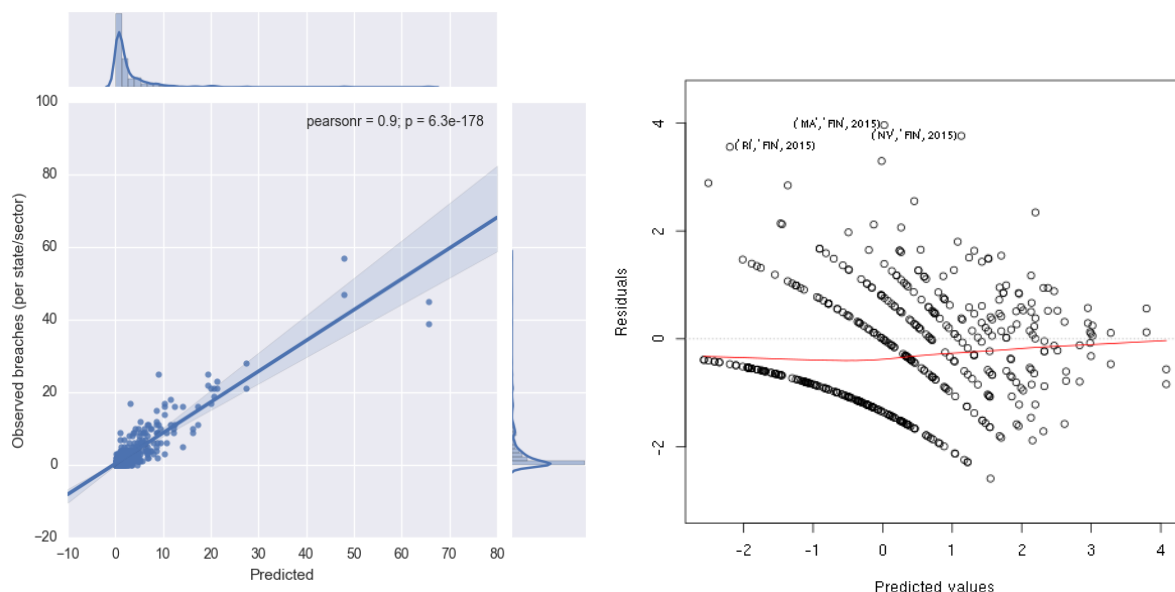 100
80
60
40
20
0
−20
Observed breaches (per state/sector)
pearsonr = 0.9; p = 6.3e-178
−10 0 10 20 30 40 50 60 70 80
Predicted
4
2
0
-2
Residuals
('MA', 'FIN', 2015)
('NV', 'FIN', 2015)
('RI', 'FIN', 2015)
-2 -1 0 1 2 3 4
Predicted values